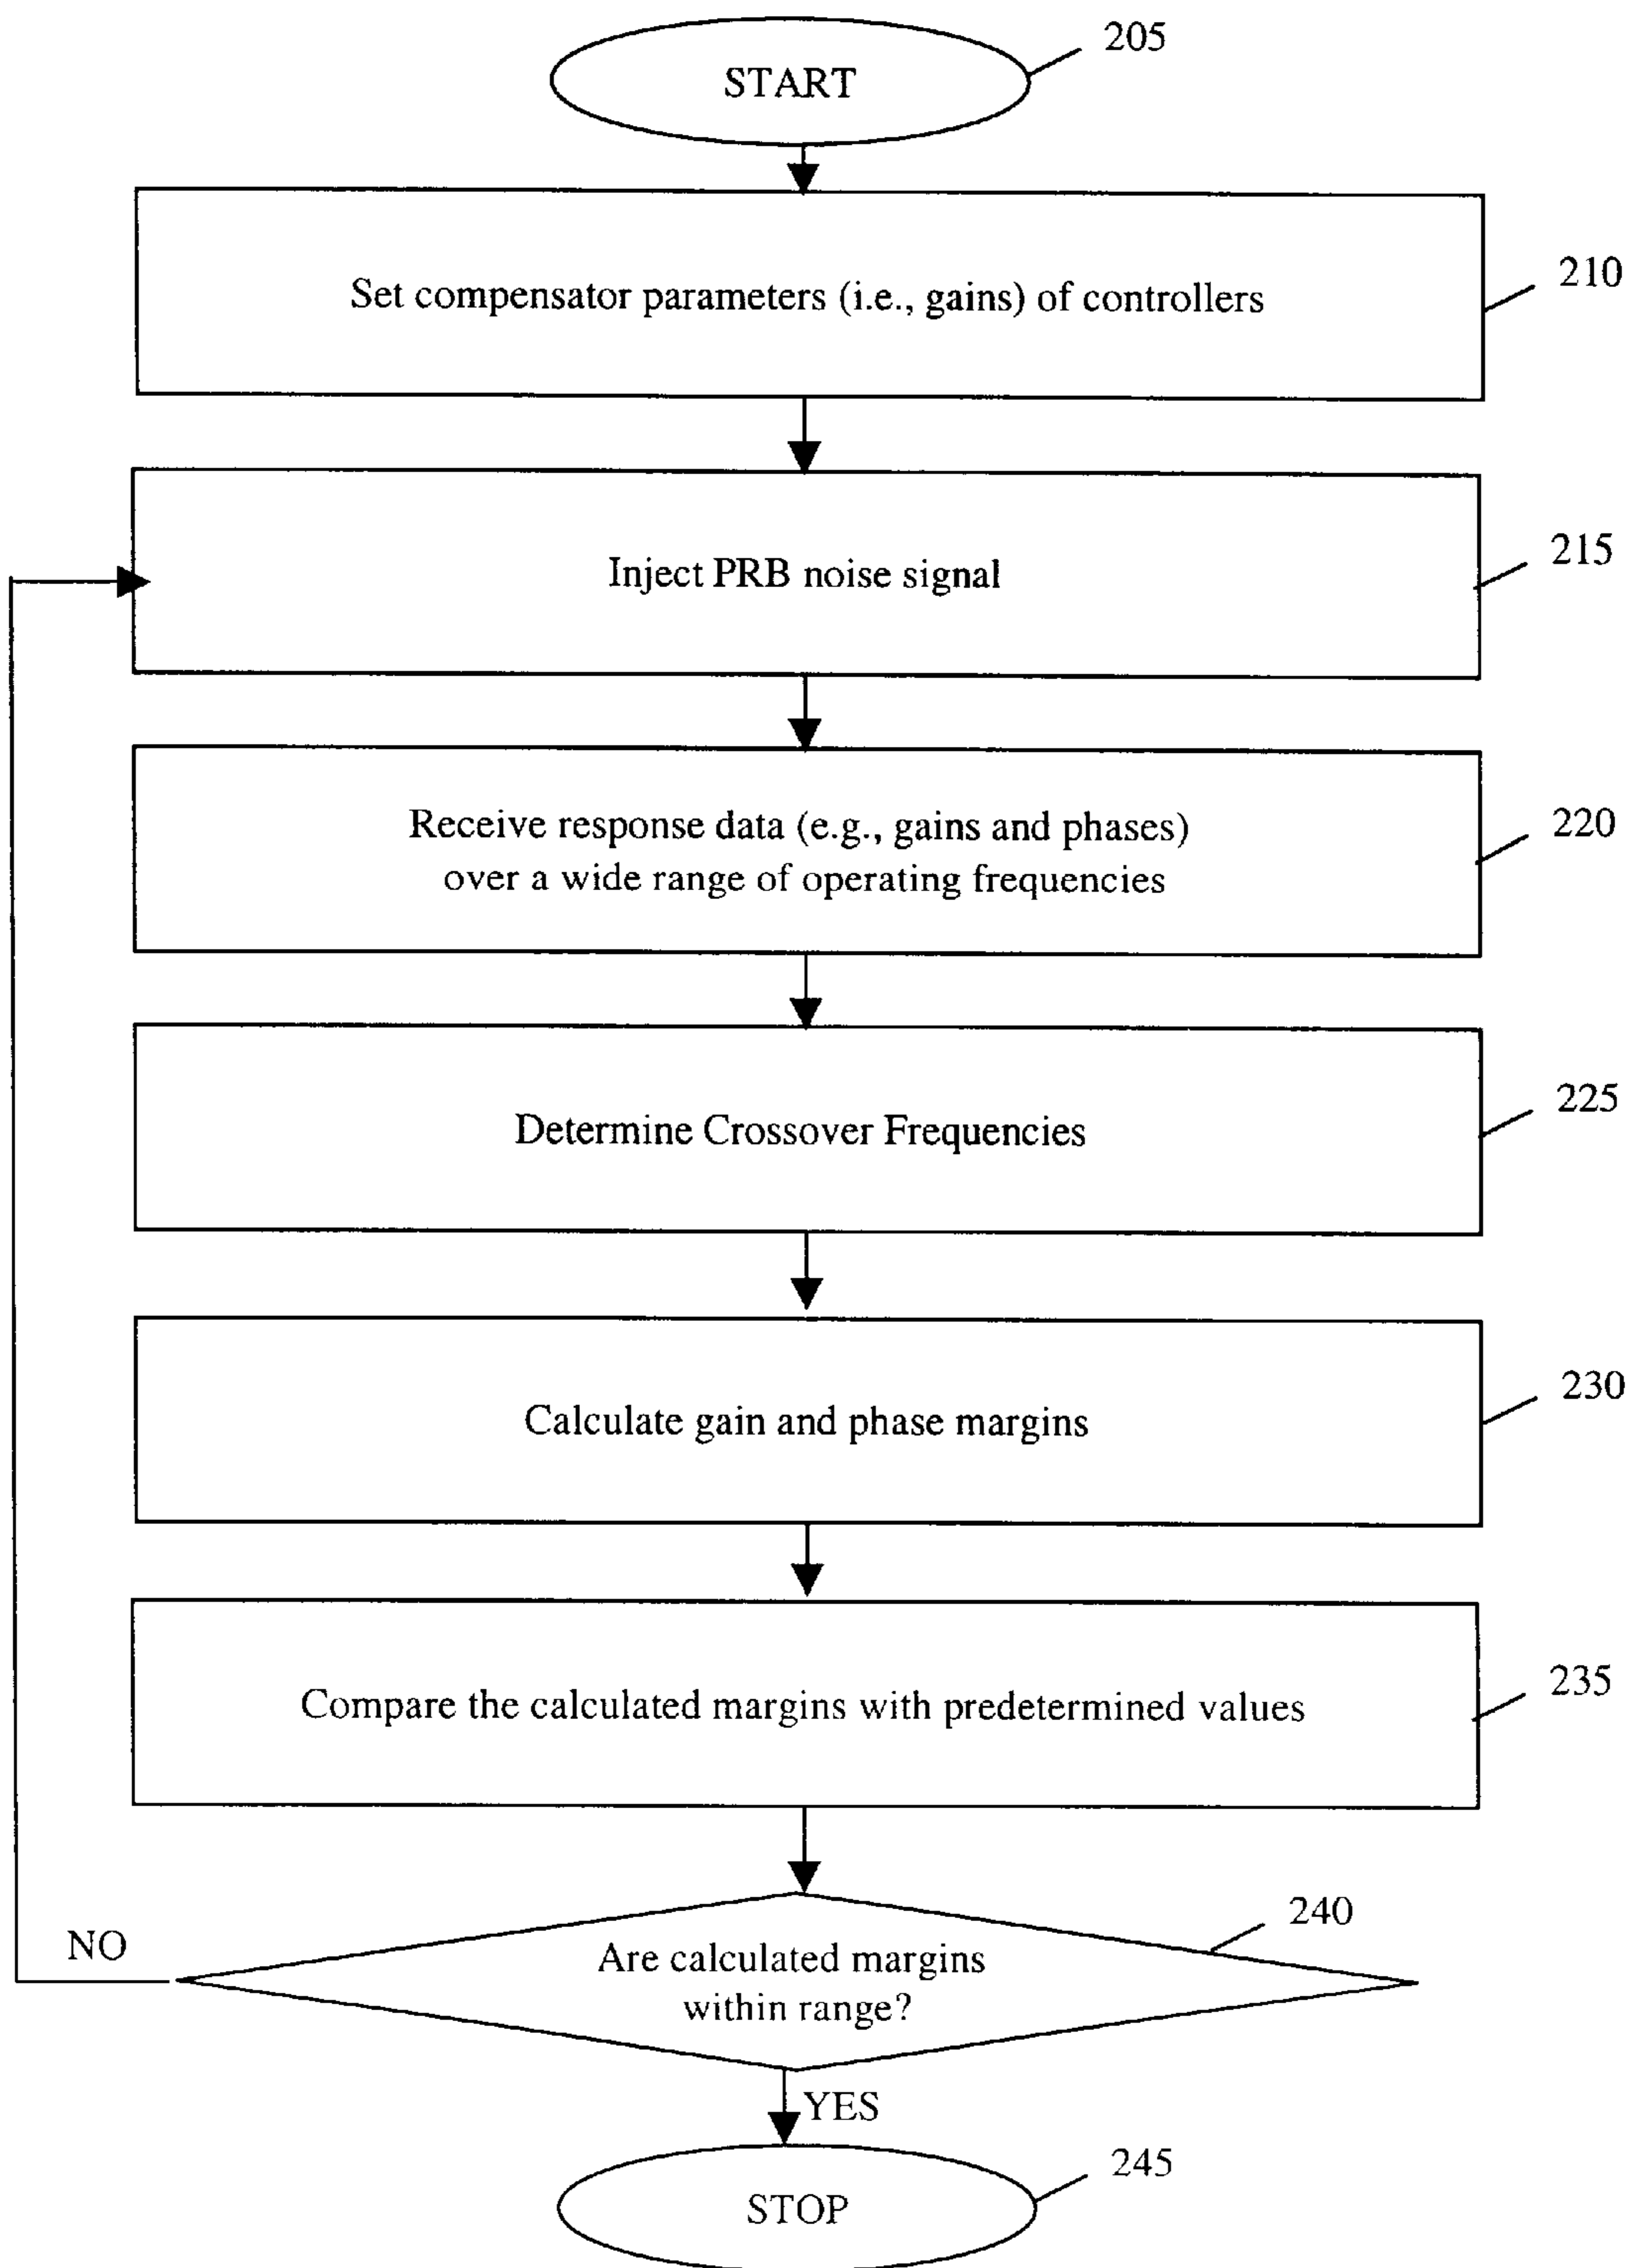 START
205
Set compensator parameters (i.e., gains) of controllers
210
Inject PRB noise signal
215
Receive response data (e.g., gains and phases)
over a wide range of operating frequencies
220
Determine Crossover Frequencies
225
Calculate gain and phase margins
230
Compare the calculated margins with predetermined values
235
NO
Are calculated margins
within range?
240
YES
STOP
245